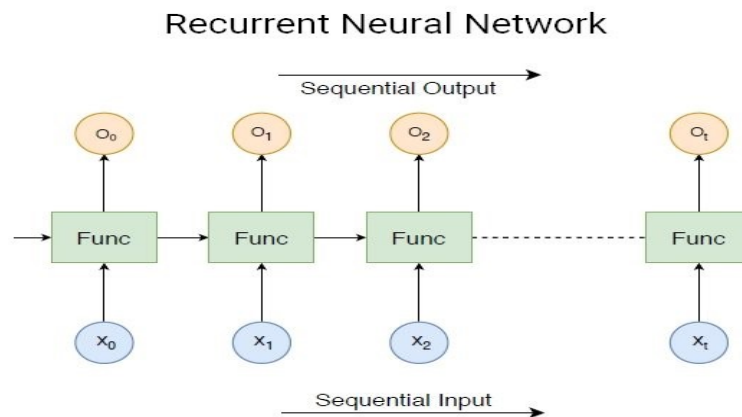 Recurrent Neural Network
Sequential Output
O₀ O₁ O₂ Oₜ
Func Func Func Func
X₀ X₁ X₂ Xₜ
Sequential Input